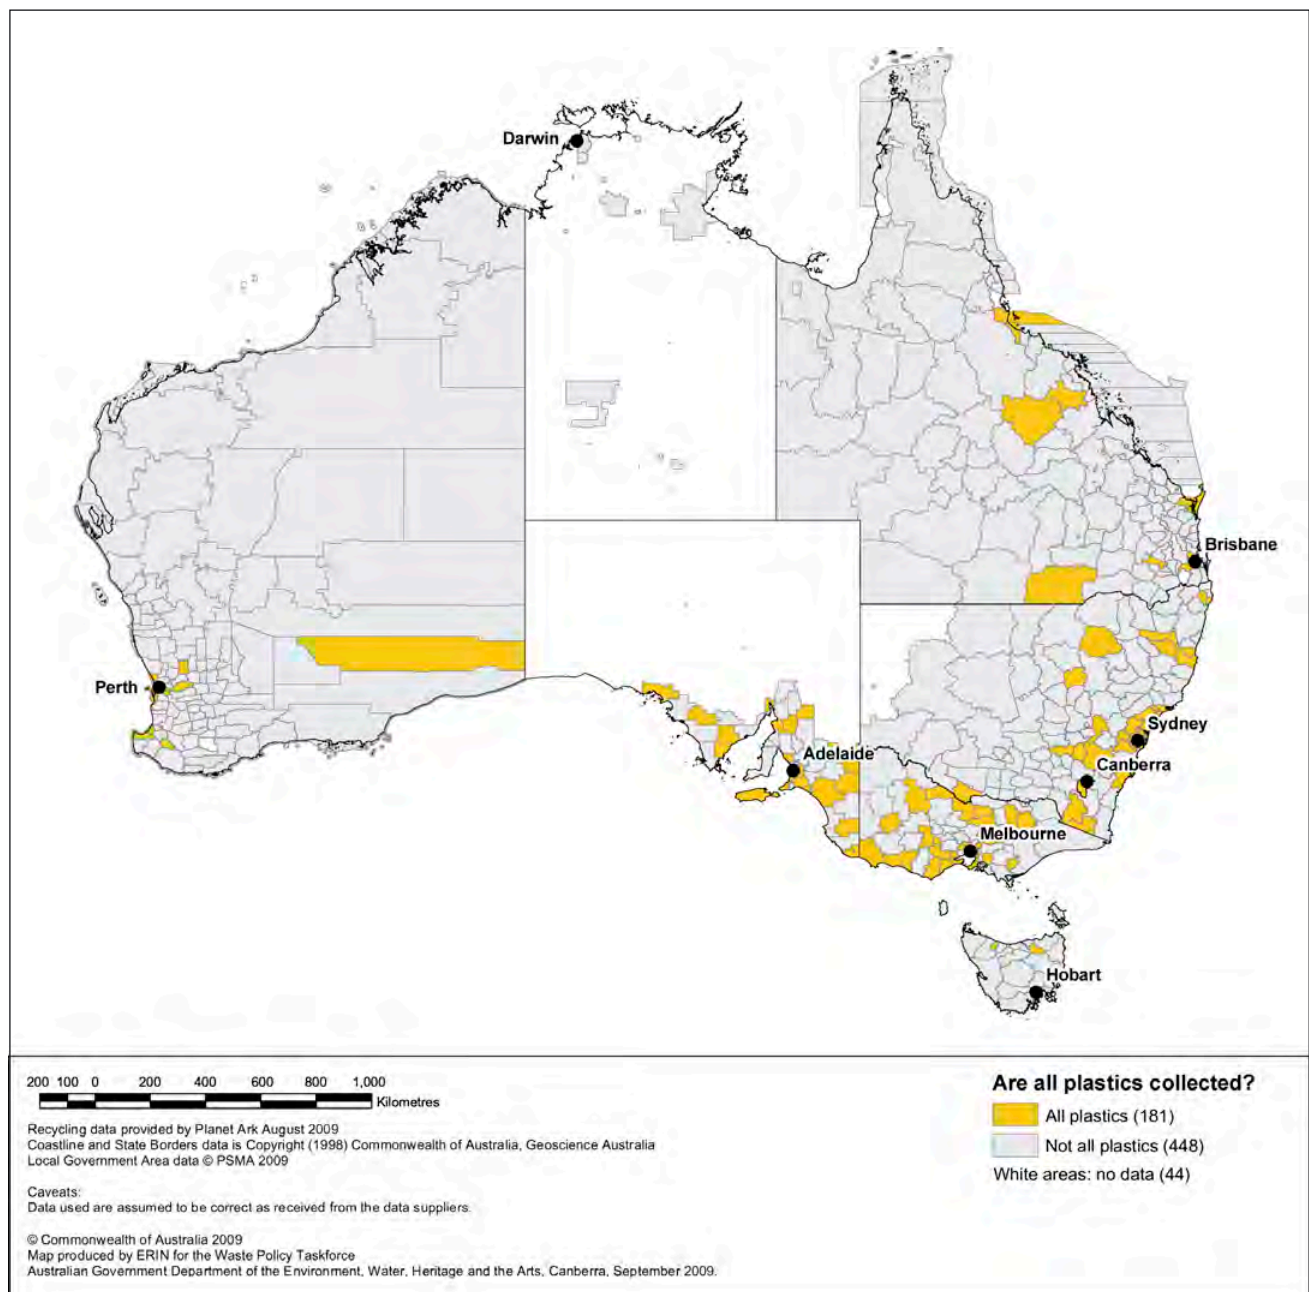 Darwin
Brisbane
Perth
Sydney
Adelaide
Canberra
Melbourne
Hobart
200 100 0 200 400 600 800 1,000
Kilometres
Recycling data provided by Planet Ark August 2009
Coastline and State Borders data is Copyright (1998) Commonwealth of Australia, Geoscience Australia
Local Government Area data © PSMA 2009
Caveats:
Data used are assumed to be correct as received from the data suppliers.
© Commonwealth of Australia 2009
Map produced by ERIN for the Waste Policy Taskforce
Australian Government Department of the Environment, Water, Heritage and the Arts, Canberra, September 2009.
Are all plastics collected?
All plastics (181)
Not all plastics (448)
White areas: no data (44)